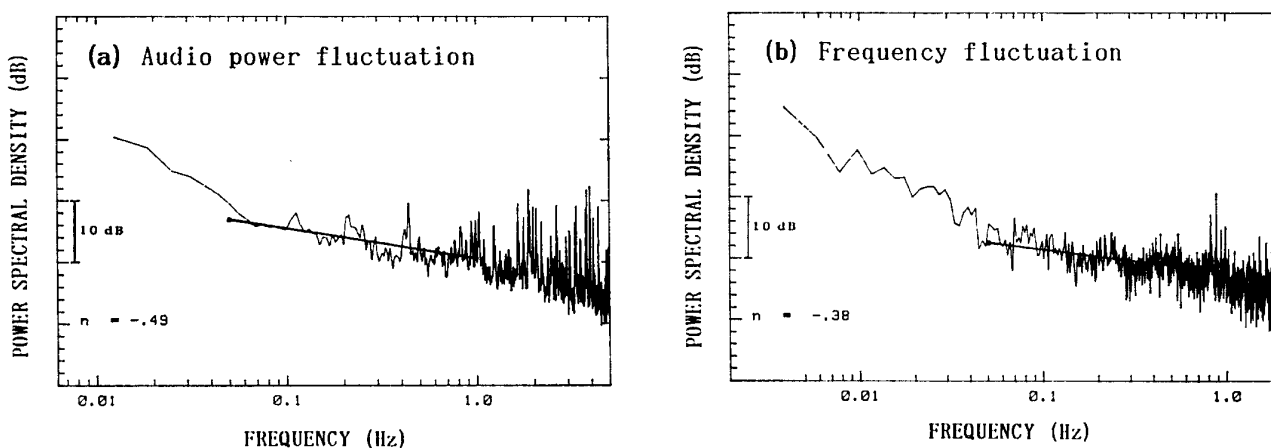 (a) Audio power fluctuation
POWER SPECTRAL DENSITY (dB)
10 dB
n = -.49
0.01 0.1 1.0
FREQUENCY (Hz)
(b) Frequency fluctuation
POWER SPECTRAL DENSITY (dB)
10 dB
n = -.38
0.01 0.1 1.0
FREQUENCY (Hz)